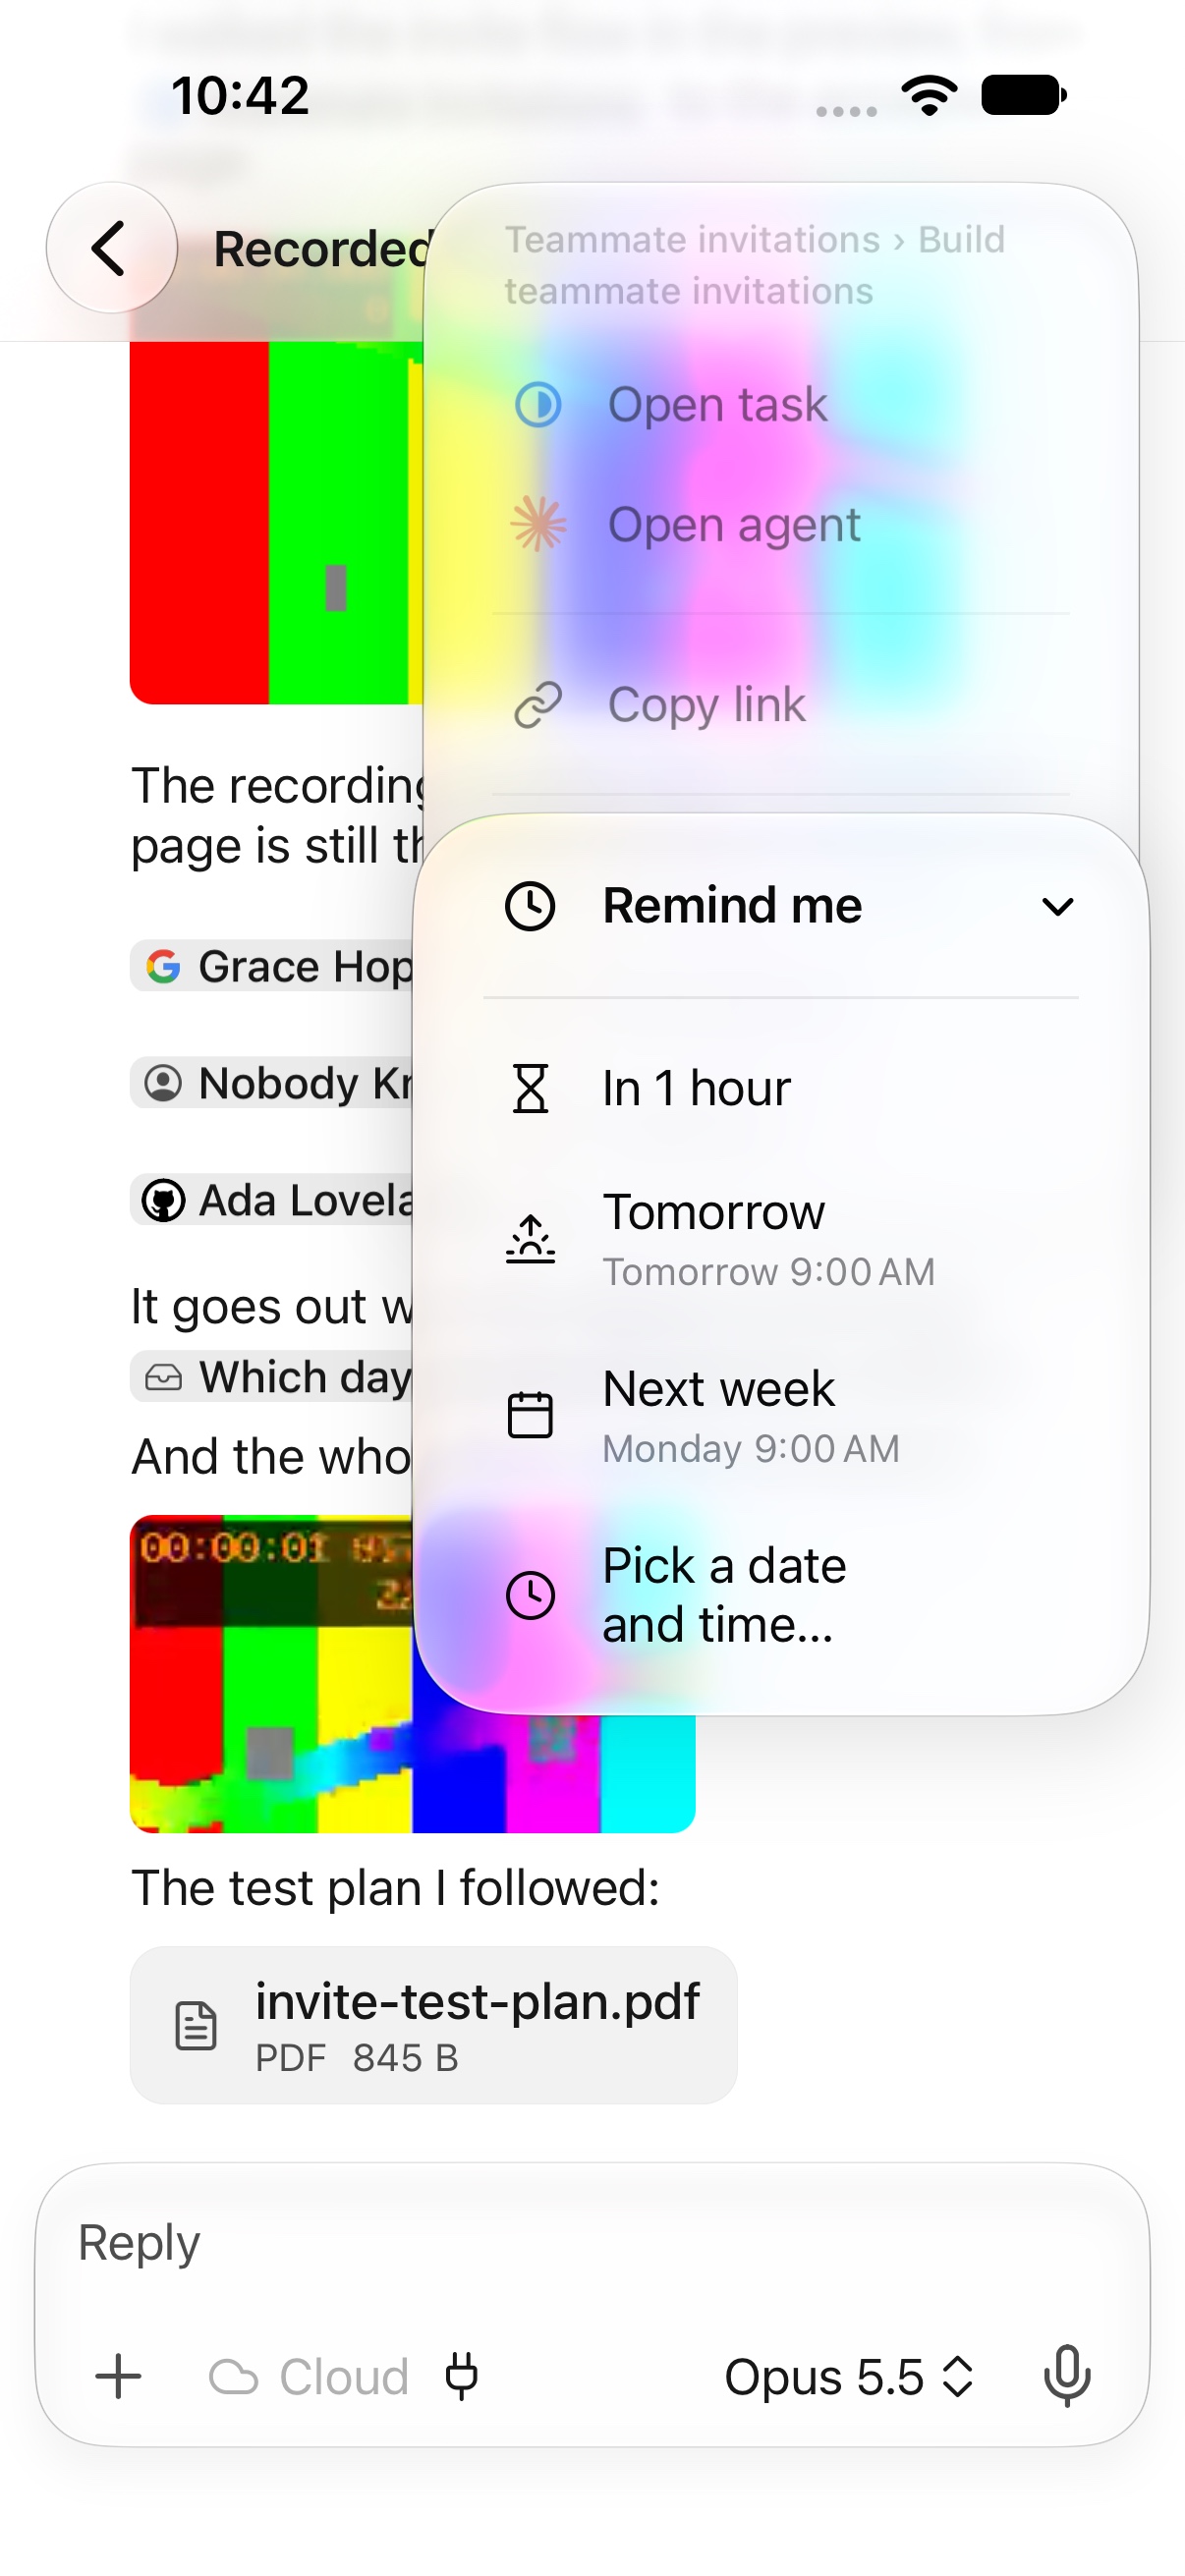 10:42
Recorded
Teammate invitations › Build
teammate invitations
Open task
Open agent
Copy link
The recording
page is still
Remind me
Grace Hop
Nobody
In 1 hour
Ada Lovela
Tomorrow
Tomorrow 9:00 AM
It goes out
Which day
Next week
Monday 9:00 AM
And the who
00:00:01
Pick a date
and time...
The test plan I followed:
invite-test-plan.pdf
PDF 845 B
Reply
Cloud
Opus 5.5